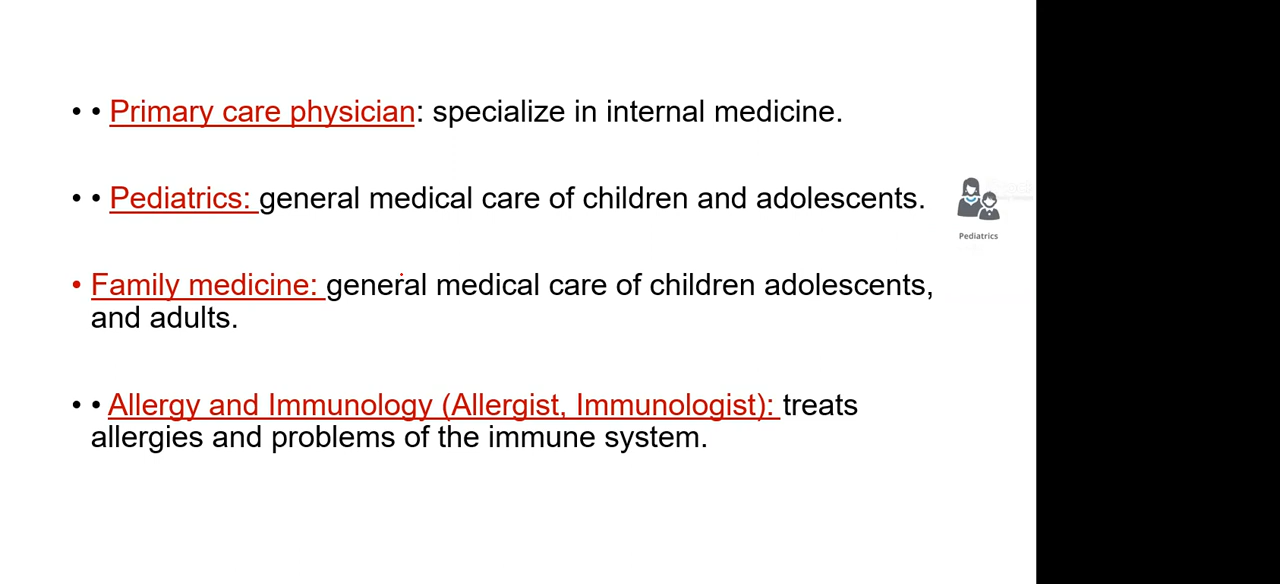 • • Primary care physician: specialize in internal medicine.
• • Pediatrics: general medical care of children and adolescents.
Pediatrics
• Family medicine: general medical care of children adolescents,
and adults.
• • Allergy and Immunology (Allergist, Immunologist): treats
allergies and problems of the immune system.